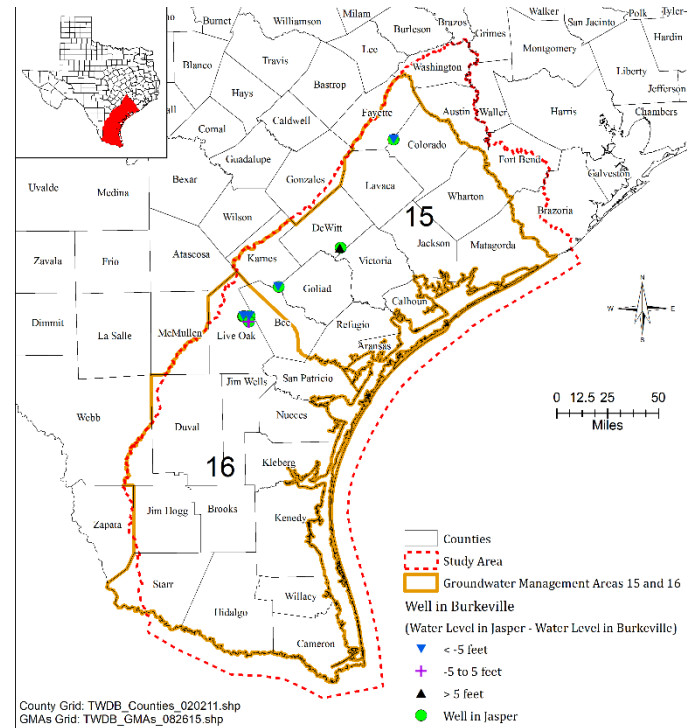 Burnet
Williamson
Milam
Burleson
Brazos
Grimes
Walker
San Jacinto
Polk
Tyler
Hardin
Montgomery
Liberty
Jefferson
Chambers
Lee
Washington
Blanco
Travis
Hays
Bastrop
Fayette
Austin
Waller
Harris
Comal
Caldwell
Colorado
Fort Bend
Galveston
Guadalupe
Bexar
Gonzales
Lavaca
Wharton
Brazoria
Uvalde
Medina
Wilson
15
DeWitt
Jackson
Matagorda
Zavala
Frio
Atascosa
Karnes
Victoria
Goliad
Calhoun
Dimmit
La Salle
McMullen
Live Oak
Bee
Refugio
Aransas
San Patricio
Jim Wells
Nueces
Webb
Duval
16
Kleberg
Zapata
Jim Hogg
Brooks
Kenedy
Starr
Willacy
Hidalgo
Cameron
N
W
E
S
0 12.5 25 50
Miles
Counties
Study Area
Groundwater Management Areas 15 and 16
Well in Burkeville
(Water Level in Jasper - Water Level in Burkeville)
< -5 feet
-5 to 5 feet
> 5 feet
Well in Jasper
County Grid: TWDB_Counties_020211.shp
GMAs Grid: TWDB_GMAs_082615.shp